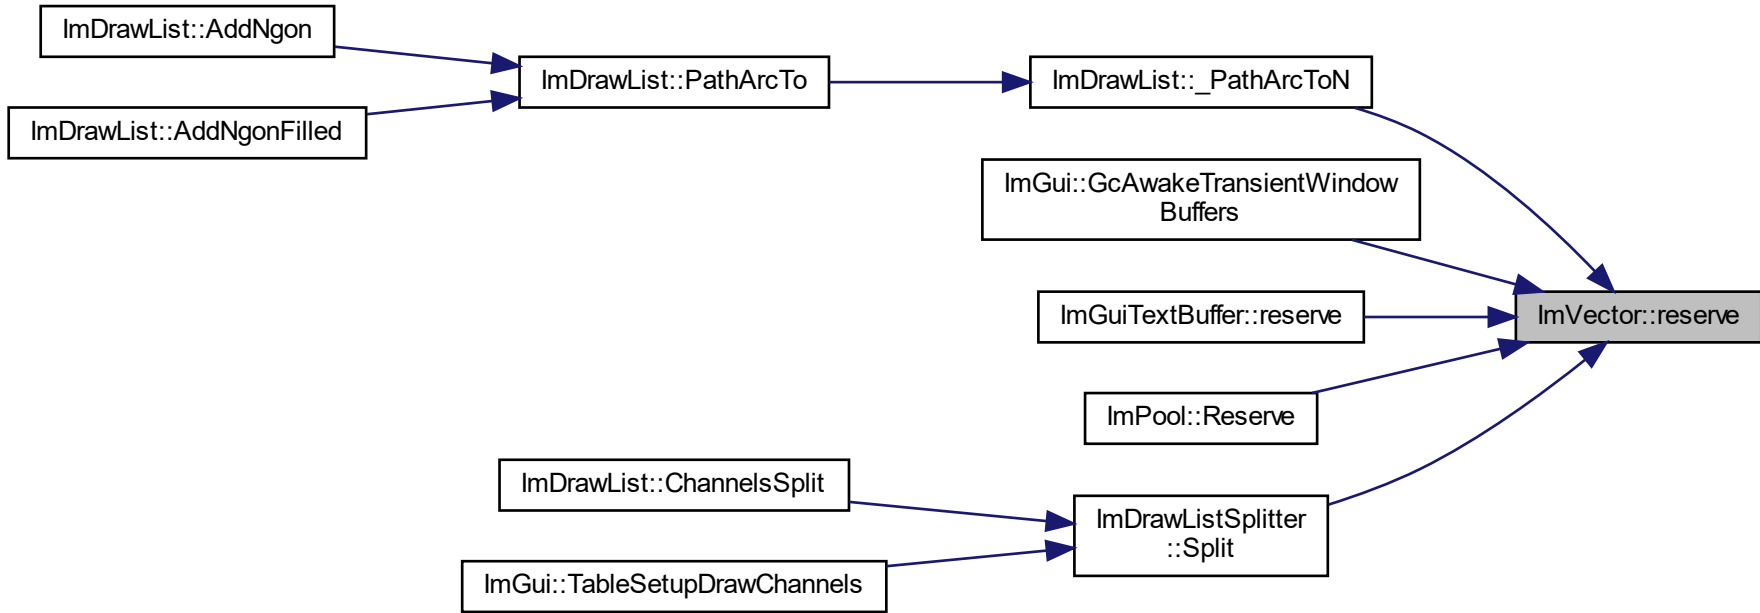 ImDrawList::AddNgon
ImDrawList::AddNgonFilled
ImDrawList::PathArcTo
ImDrawList::_PathArcToN
ImGui::GcAwakeTransientWindow
Buffers
ImGuiTextBuffer::reserve
ImVector::reserve
ImPool::Reserve
ImDrawList::ChannelsSplit
ImDrawListSplitter
::Split
ImGui::TableSetupDrawChannels